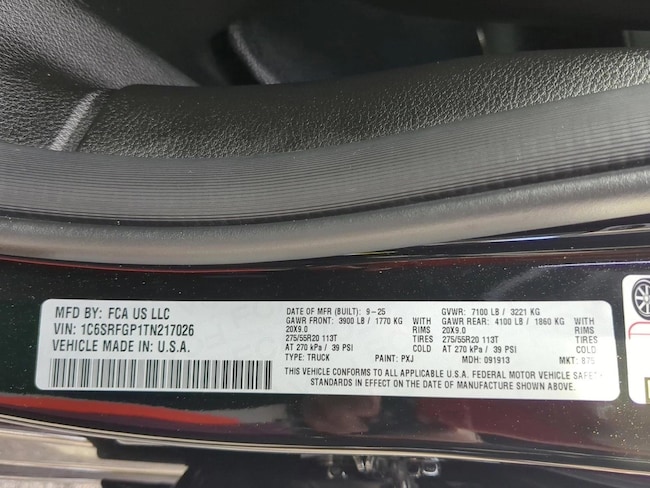 MFD BY: FCA US LLC
VIN: 1C6SRFGP1TN217026
VEHICLE MADE IN: U.S.A.
DATE OF MFR (BUILT): 9-25
GAWR FRONT: 3900 LB / 1770 KG WITH
20X9.0 RIMS
275/55R20 113T TIRES
AT 270 kPa / 39 PSI COLD
TYPE: TRUCK PAINT: PXJ
GVWR: 7100 LB / 3221 KG
GAWR REAR: 4100 LB / 1860 KG WITH
20X9.0 RIMS
275/55R20 113T TIRES
AT 270 kPa / 39 PSI COLD
MDH: 091913 MKT: 875
THIS VEHICLE CONFORMS TO ALL APPLICABLE U.S.A. FEDERAL MOTOR VEHICLE SAFETY
STANDARDS IN EFFECT ON THE DATE OF MANUFACTURE SHOWN ABOVE.